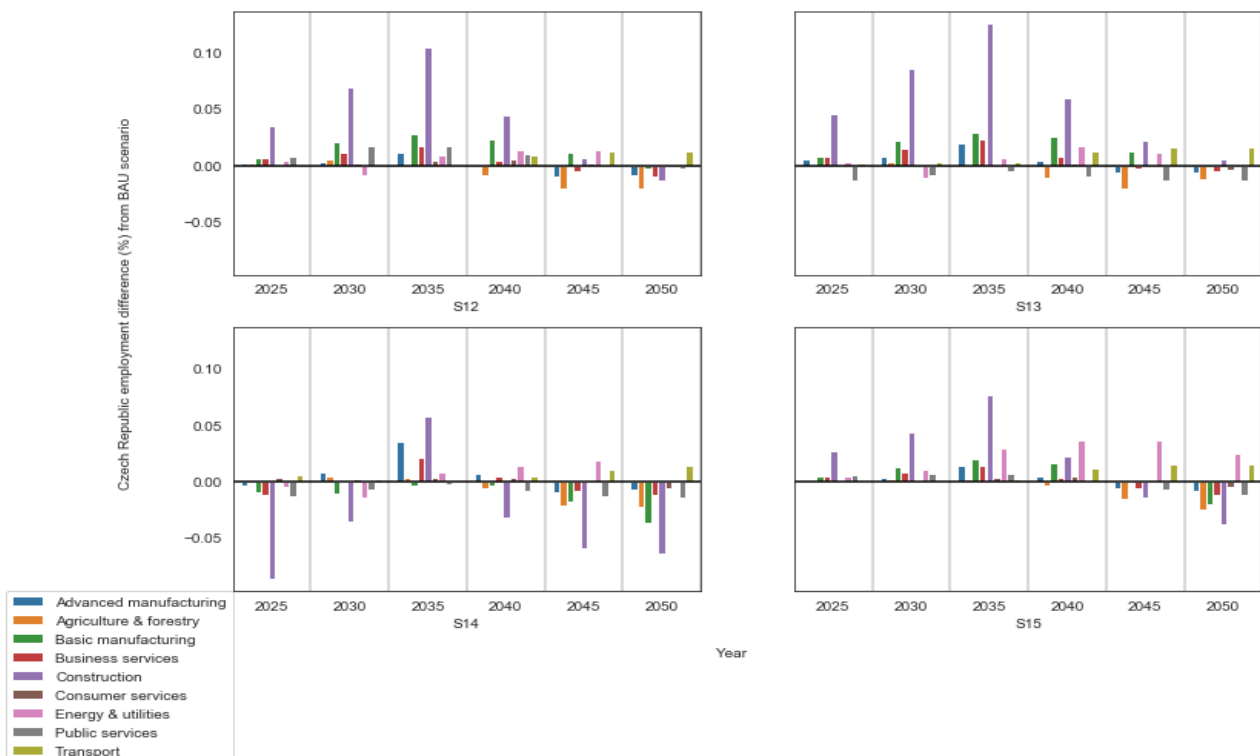 Czech Republic employment difference (%) from BAU scenario
0.10
0.05
0.00
−0.05
2025 2030 2035 2040 2045 2050
S12
2025 2030 2035 2040 2045 2050
S13
0.10
0.05
0.00
−0.05
2025 2030 2035 2040 2045 2050
S14
2025 2030 2035 2040 2045 2050
S15
Year
Advanced manufacturing
Agriculture & forestry
Basic manufacturing
Business services
Construction
Consumer services
Energy & utilities
Public services
Transport